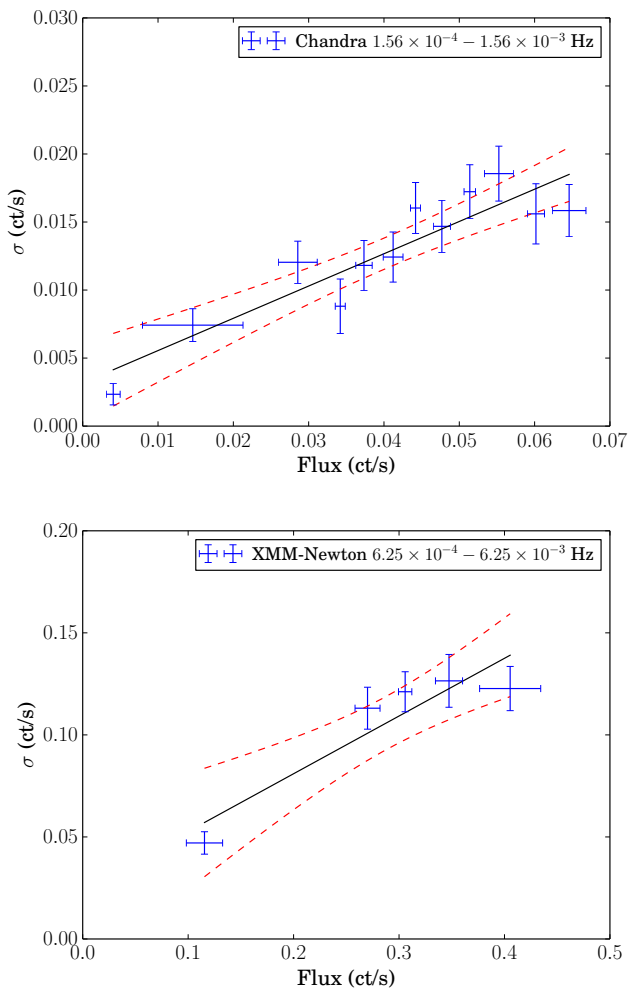 0.030
Chandra 1.56 × 10⁻⁴ − 1.56 × 10⁻³ Hz
0.025
0.020
0.015
σ (ct/s)
0.010
0.005
0.000
0.00 0.01 0.02 0.03 0.04 0.05 0.06 0.07
Flux (ct/s)
0.20
XMM-Newton 6.25 × 10⁻⁴ − 6.25 × 10⁻³ Hz
0.15
0.10
σ (ct/s)
0.05
0.00
0.0 0.1 0.2 0.3 0.4 0.5
Flux (ct/s)